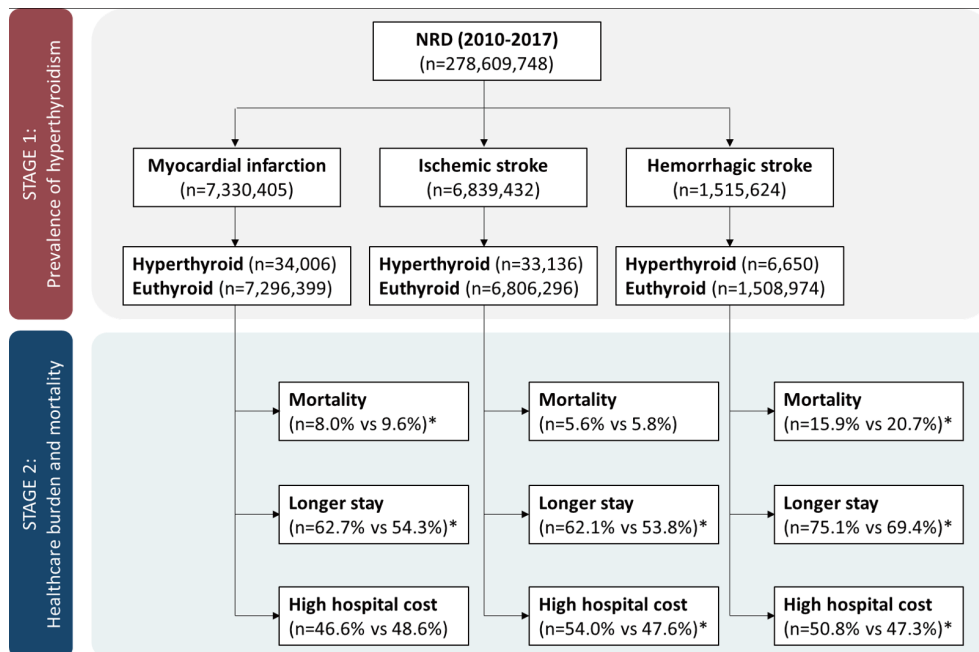 STAGE 1:
Prevalence of hyperthyroidism
NRD (2010-2017)
(n=278,609,748)
Myocardial infarction
(n=7,330,405)
Ischemic stroke
(n=6,839,432)
Hemorrhagic stroke
(n=1,515,624)
Hyperthyroid (n=34,006)
Euthyroid (n=7,296,399)
Hyperthyroid (n=33,136)
Euthyroid (n=6,806,296)
Hyperthyroid (n=6,650)
Euthyroid (n=1,508,974)
STAGE 2:
Healthcare burden and mortality
Mortality
(n=8.0% vs 9.6%)*
Mortality
(n=5.6% vs 5.8%)
Mortality
(n=15.9% vs 20.7%)*
Longer stay
(n=62.7% vs 54.3%)*
Longer stay
(n=62.1% vs 53.8%)*
Longer stay
(n=75.1% vs 69.4%)*
High hospital cost
(n=46.6% vs 48.6%)
High hospital cost
(n=54.0% vs 47.6%)*
High hospital cost
(n=50.8% vs 47.3%)*